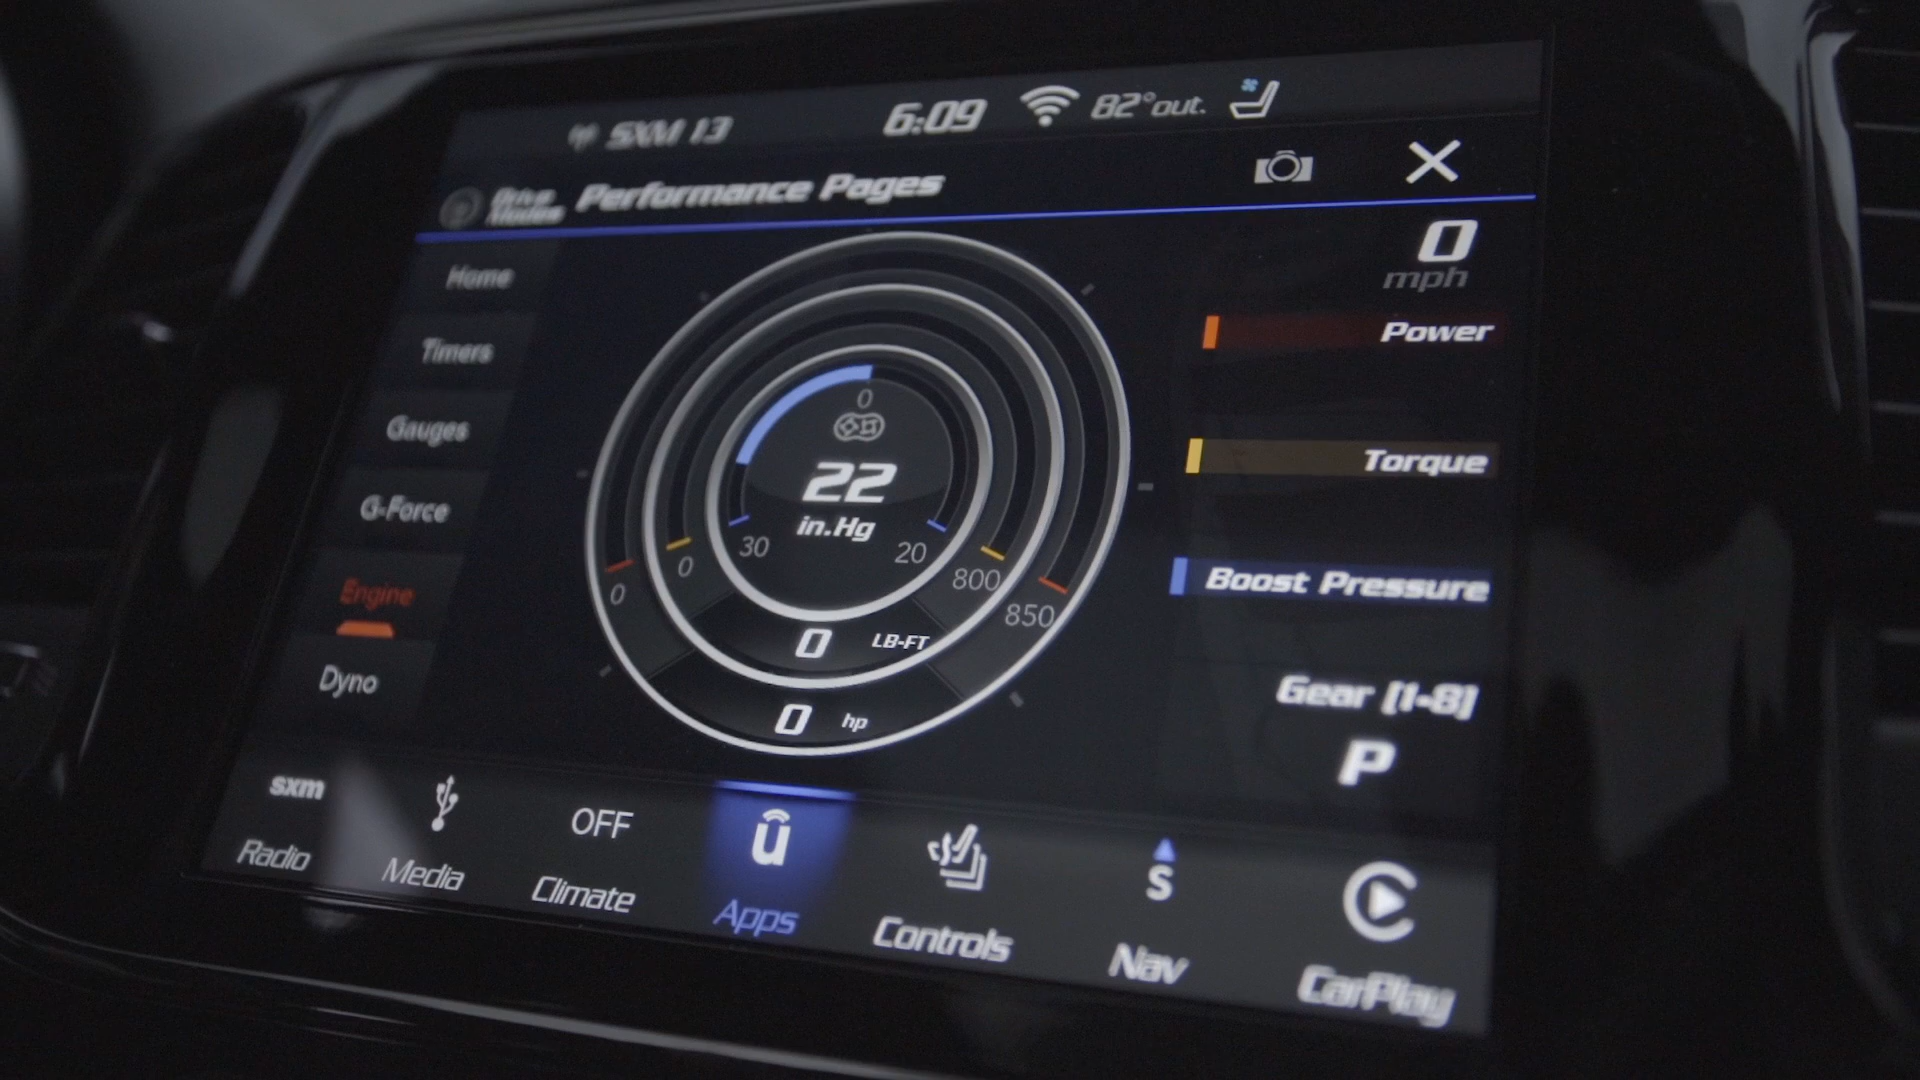 SXM 13 6:09 82°out.
Drive Modes Performance Pages
0
mph
Home
Timers
Gauges
G-Force
Engine
Dyno
0
22
in.Hg
30 20
0 800
0 850
0 LB-FT
0 hp
Power
Torque
Boost Pressure
Gear [1-8]
P
sxm OFF û S
Radio Media Climate Apps Controls Nav CarPlay